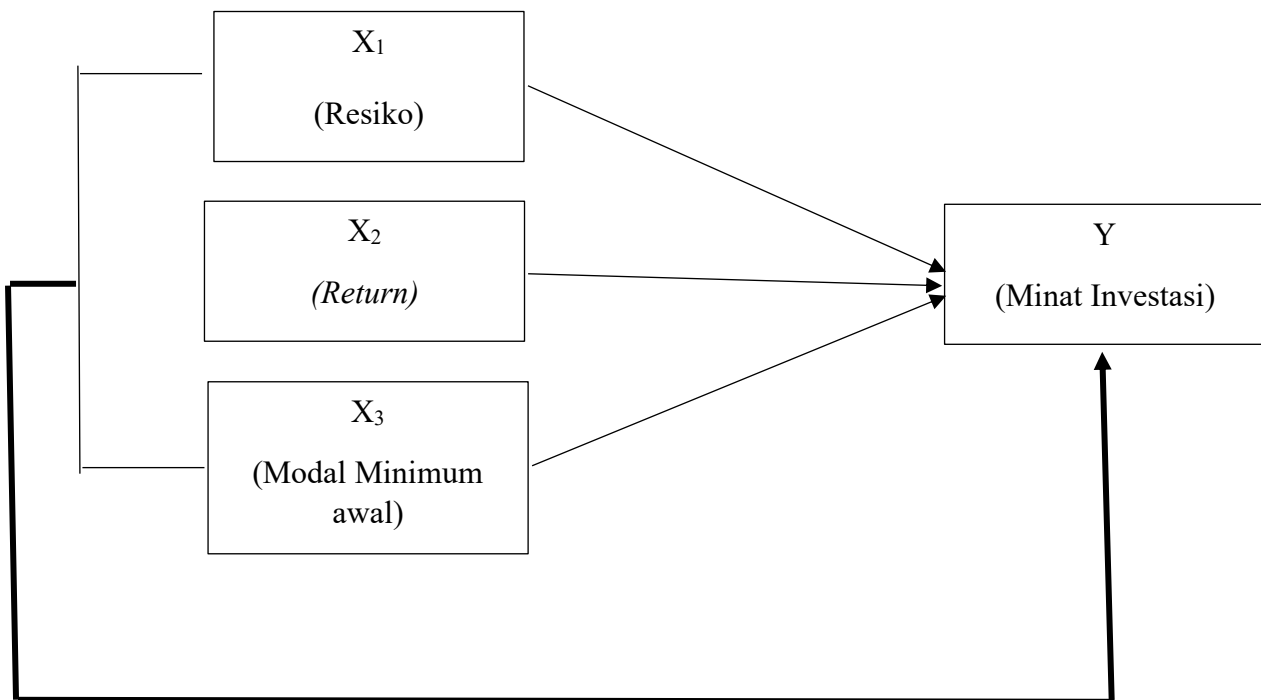 X₁
(Resiko)
X₂
(Return)
X₃
(Modal Minimum
awal)
Y
(Minat Investasi)